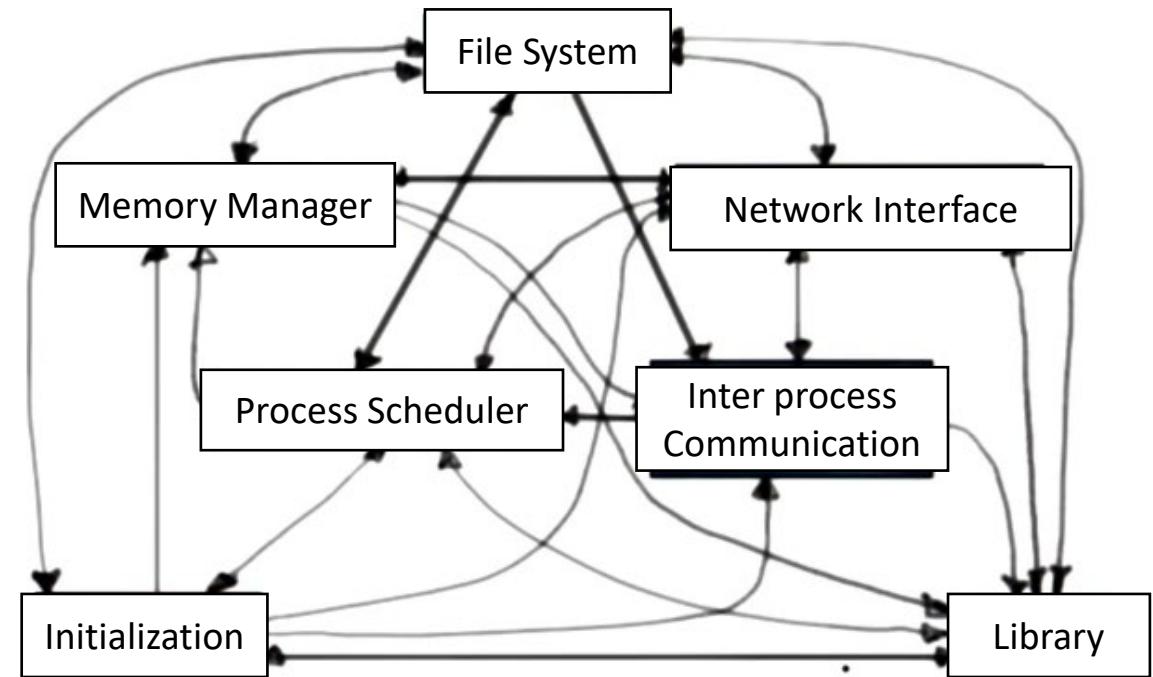 File System
Memory Manager
Network Interface
Process Scheduler
Inter process
Communication
Initialization
Library